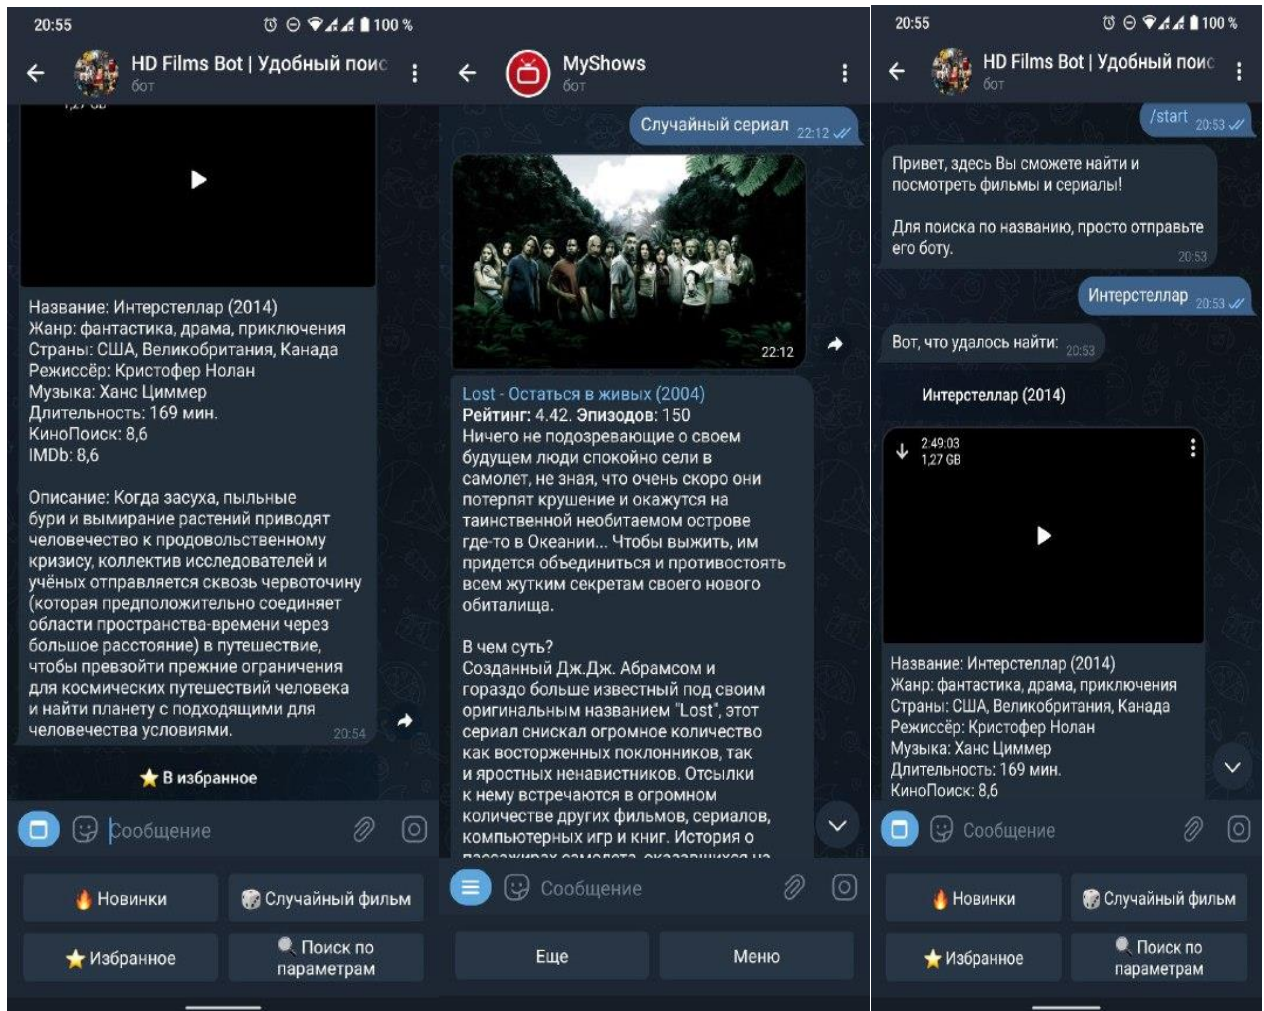 20:55
100 %
HD Films Bot | Удобный поис
бот
Название: Интерстеллар (2014)
Жанр: фантастика, драма, приключения
Страны: США, Великобритания, Канада
Режиссёр: Кристофер Нолан
Музыка: Ханс Циммер
Длительность: 169 мин.
КиноПоиск: 8,6
IMDb: 8,6
Описание: Когда засуха, пыльные
бури и вымирание растений приводят
человечество к продовольственному
кризису, коллектив исследователей и
учёных отправляется сквозь червоточину
(которая предположительно соединяет
области пространства-времени через
большое расстояние) в путешествие,
чтобы превзойти прежние ограничения
для космических путешествий человека
и найти планету с подходящими для
человечества условиями.
20:54
В избранное
Сообщение
Новинки
Случайный фильм
Избранное
Поиск по
параметрам
MyShows
бот
Случайный сериал 22:12
22:12
Lost - Остаться в живых (2004)
Рейтинг: 4.42. Эпизодов: 150
Ничего не подозревающие о своем
будущем люди спокойно сели в
самолет, не зная, что очень скоро они
потерпят крушение и окажутся на
таинственной необитаемом острове
где-то в Океании... Чтобы выжить, им
придется объединиться и противостоять
всем жутким секретам своего нового
обиталища.
В чем суть?
Созданный Дж.Дж. Абрамсом и
гораздо больше известный под своим
оригинальным названием "Lost", этот
сериал снискал огромное количество
как восторженных поклонников, так
и яростных ненавистников. Отсылки
к нему встречаются в огромном
количестве других фильмов, сериалов,
компьютерных игр и книг. История о
Сообщение
Еще
Меню
20:55
100 %
HD Films Bot | Удобный поис
бот
/start 20:53
Привет, здесь Вы сможете найти и
посмотреть фильмы и сериалы!
Для поиска по названию, просто отправьте
его боту.
20:53
Интерстеллар 20:53
Вот, что удалось найти: 20:53
Интерстеллар (2014)
2:49:03
1,27 GB
Название: Интерстеллар (2014)
Жанр: фантастика, драма, приключения
Страны: США, Великобритания, Канада
Режиссёр: Кристофер Нолан
Музыка: Ханс Циммер
Длительность: 169 мин.
КиноПоиск: 8,6
Сообщение
Новинки
Случайный фильм
Избранное
Поиск по
параметрам